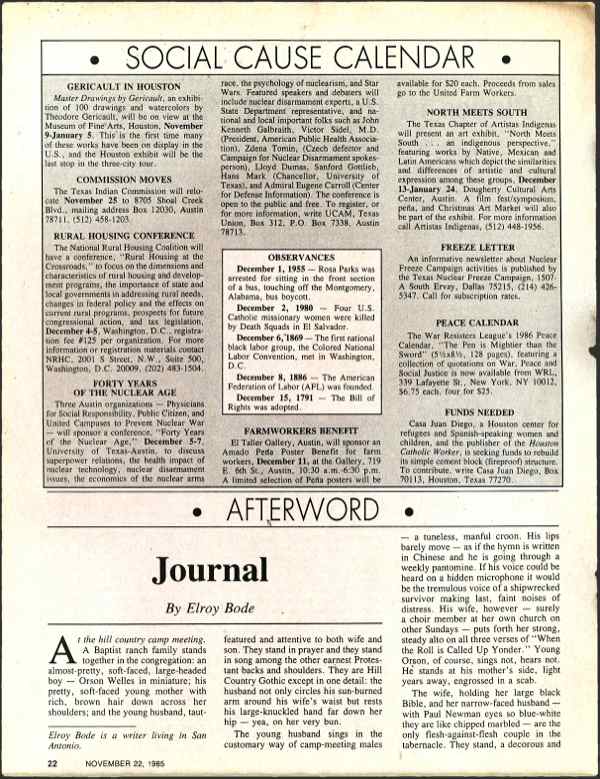 • SOCIAL CAUSE CALENDAR •
GERICAULT IN HOUSTON
Master Drawings by Gericault, an exhibi-
tion of 100 drawings and watercolors by
Theodore Gericault, will be on view at the
Museum of Fine Arts, Houston, November
9-January 5. This is the first time many
of these works have been on display in the
U.S., and the Houston exhibit will be the
last stop in the three-city tour.
COMMISSION MOVES
The Texas Indian Commission will relo-
cate November 25 to 8705 Shoal Creek
Blvd., mailing address Box 12030, Austin
78711, (512) 458-1203.
RURAL HOUSING CONFERENCE
The National Rural Housing Coalition will
have a conference, "Rural Housing at the
Crossroads," to focus on the dimensions and
characteristics of rural housing and develop-
ment programs, the importance of state and
local governments in addressing rural needs,
changes in federal policy and the effects on
current rural programs, prospects for future
congressional action, and tax legislation,
December 4-8, Washington, D.C., registra-
tion fee $125 per organization. For more
information or registration materials contact
NRHC, 2001 S Street, N.W., Suite 500,
Washington, D.C. 20009, (202) 483-1504.
FORTY YEARS
OF THE NUCLEAR AGE
Three Austin organizations — Physicians
for Social Responsibility, Public Citizen, and
United Campuses to Prevent Nuclear War
— will sponsor a conference, "Forty Years
of the Nuclear Age," December 5-7,
University of Texas-Austin, to discuss
superpower relations, the health impact of
nuclear technology, nuclear disarmament
issues, the economics of the nuclear arms
race, the psychology of nuclearism, and Star
Wars. Featured speakers and debaters will
include nuclear disarmament experts, a U.S.
State Department representative, and na-
tional and local important folks such as John
Kenneth Galbraith, Victor Sidel, M.D.
(President, American Public Health Associa-
tion), Zdena Tomin, (Czech defector and
Campaign for Nuclear Disarmament spokes-
person), Lloyd Dumas, Sanford Gottlieb,
Hans Mark (Chancellor, University of
Texas), and Admiral Eugene Carroll (Center
for Defense Information). The conference is
open to the public and free. To register, or
for more information, write UCAM, Texas
Union, Box 312, P.O. Box 7338, Austin
78713.
OBSERVANCES
December 1, 1955 — Rosa Parks was
arrested for sitting in the front section
of a bus, touching off the Montgomery,
Alabama, bus boycott.
December 2, 1980 — Four U.S.
Catholic missionary women were killed
by Death Squads in El Salvador.
December 6, 1869 — The first national
black labor group, the Colored National
Labor Convention, met in Washington,
D.C.
December 8, 1886 — The American
Federation of Labor (AFL) was founded.
December 15, 1791 — The Bill of
Rights was adopted.
FARMWORKERS BENEFIT
El Taller Gallery, Austin, will sponsor an
Amado Peña Poster Benefit for farm
workers, December 11, at the Gallery, 719
E. 6th St., Austin, 10:30 a.m.-6:30 p.m.
A limited selection of Peña posters will be
available for $20 each. Proceeds from sales
go to the United Farm Workers.
NORTH MEETS SOUTH
The Texas Chapter of Artistas Indigenas
will present an art exhibit, "North Meets
South . . . an indigenous perspective,"
featuring works by Native, Mexican and
Latin Americans which depict the similarities
and differences of artistic and cultural
expression among these groups, December
13-January 24, Dougherty Cultural Arts
Center, Austin. A film fest/symposium,
peña, and Christmas Art Market will also
be part of the exhibit. For more information
call Artistas Indigenas, (512) 448-1956.
FREEZE LETTER
An informative newsletter about Nuclear
Freeze Campaign activities is published by
the Texas Nuclear Freeze Campaign, 1507-
A South Ervay, Dallas 75215, (214) 426-
5347. Call for subscription rates.
PEACE CALENDAR
The War Resisters League's 1986 Peace
Calendar, "The Pen is Mightier than the
Sword" (5½x8½, 128 pages), featuring a
collection of quotations on War, Peace and
Social Justice is now available from WRL,
339 Lafayette St., New York, NY 10012,
$6.75 each, four for $25.
FUNDS NEEDED
Casa Juan Diego, a Houston center for
refugees and Spanish-speaking women and
children, and the publisher of the Houston
Catholic Worker, is seeking funds to rebuild
its simple cement block (fireproof) structure.
To contribute, write Casa Juan Diego, Box
70113, Houston, Texas 77270.
• AFTERWORD •
Journal
By Elroy Bode
At the hill country camp meeting.
A Baptist ranch family stands
together in the congregation: an
almost-pretty, soft-faced, large-headed
boy — Orson Welles in miniature; his
pretty, soft-faced young mother with
rich, brown hair down across her
shoulders; and the young husband, taut-
Elroy Bode is a writer living in San
Antonio.
featured and attentive to both wife and
son. They stand in prayer and they stand
in song among the other earnest Protes-
tant backs and shoulders. They are Hill
Country Gothic except in one detail: the
husband not only circles his sun-burned
arm around his wife's waist but rests
his large-knuckled hand far down her
hip — yea, on her very bun.
The young husband sings in the
customary way of camp-meeting males
— a tuneless, manful croon. His lips
barely move — as if the hymn is written
in Chinese and he is going through a
weekly pantomine. If his voice could be
heard on a hidden microphone it would
be the tremulous voice of a shipwrecked
survivor making last, faint noises of
distress. His wife, however — surely
a choir member at her own church on
other Sundays — puts forth her strong,
steady alto on all three verses of "When
the Roll is Called Up Yonder." Young
Orson, of course, sings not, hears not.
He stands at his mother's side, light
years away, engrossed in a scab.
The wife, holding her large black
Bible, and her narrow-faced husband —
with Paul Newman eyes so blue-white
they are like chipped marbled — are the
only flesh-against-flesh couple in the
tabernacle. They stand, a decorous and
22 NOVEMBER 22, 1985